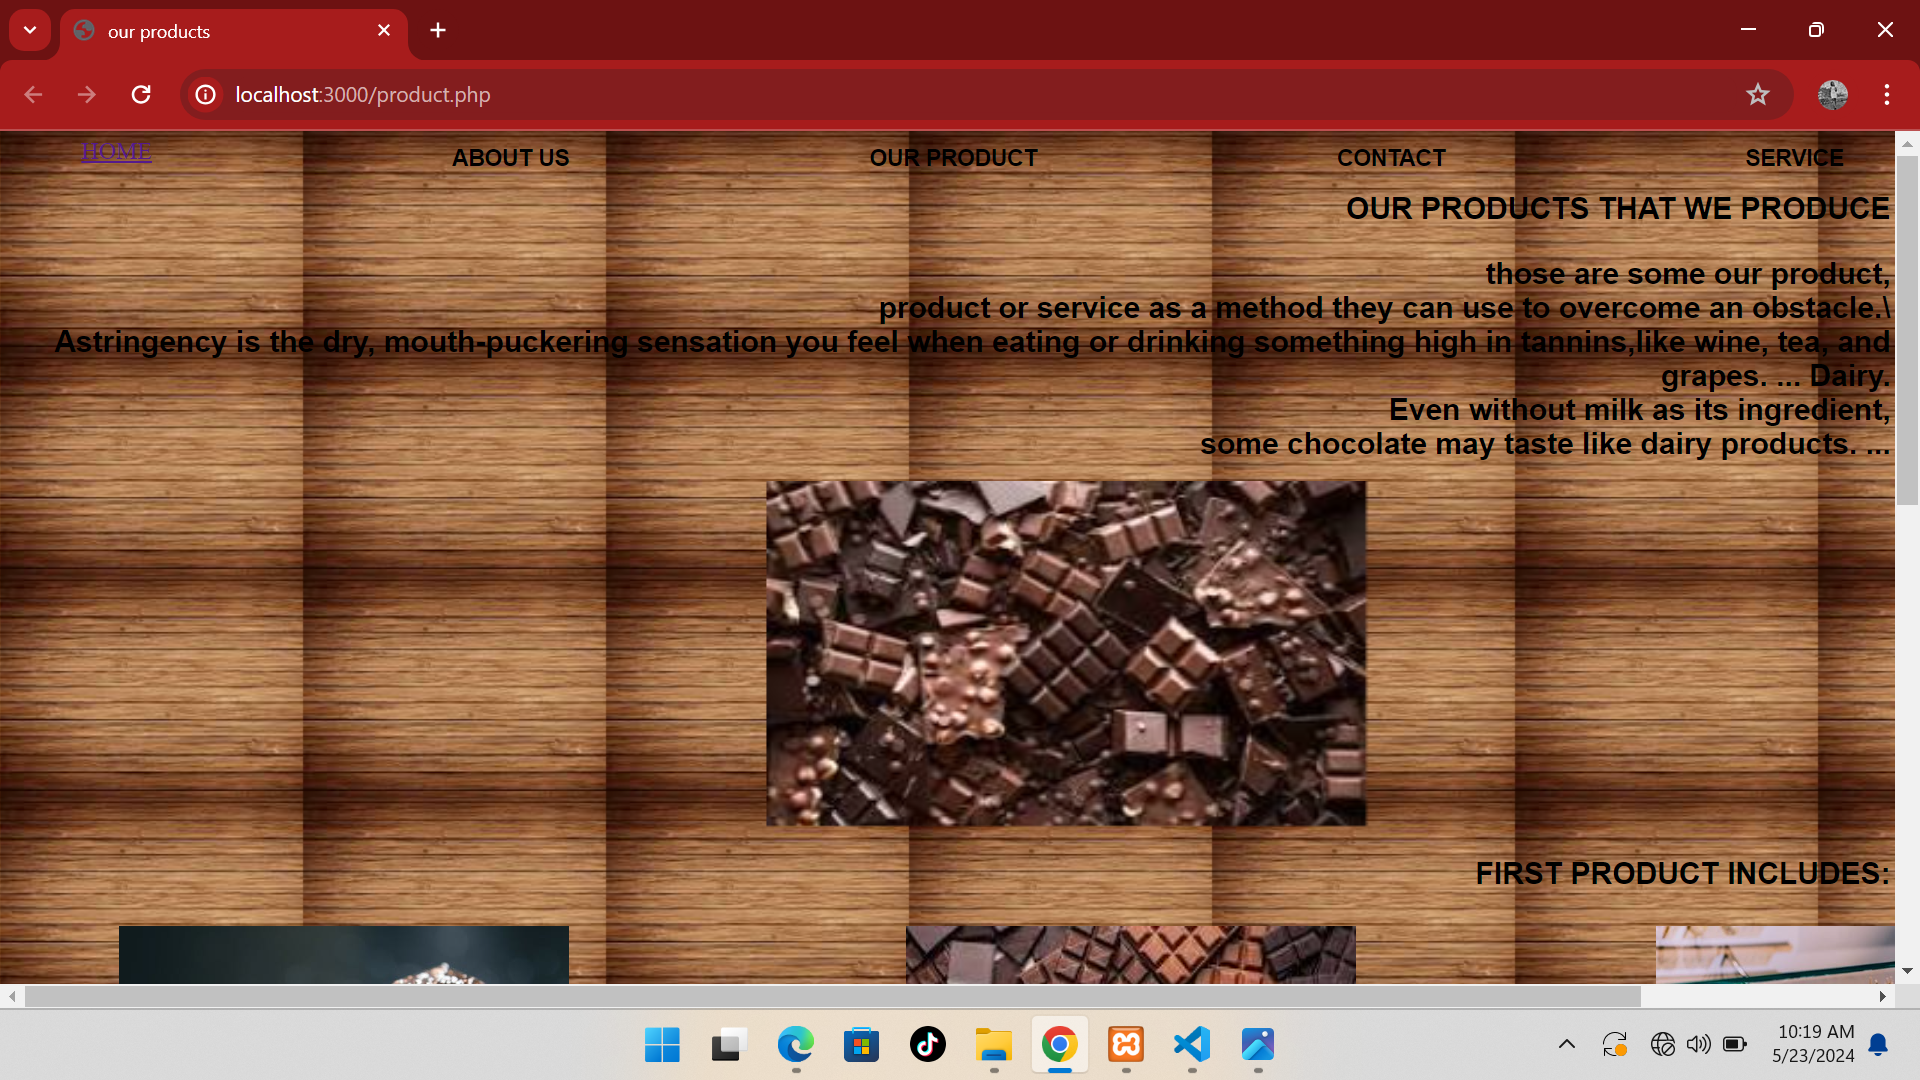 our products
localhost:3000/product.php
HOME
ABOUT US
OUR PRODUCT
CONTACT
SERVICE
OUR PRODUCTS THAT WE PRODUCE
those are some our product,
product or service as a method they can use to overcome an obstacle.\
Astringency is the dry, mouth-puckering sensation you feel when eating or drinking something high in tannins,like wine, tea, and
grapes. ... Dairy.
Even without milk as its ingredient,
some chocolate may taste like dairy products. ...
FIRST PRODUCT INCLUDES:
10:19 AM
5/23/2024